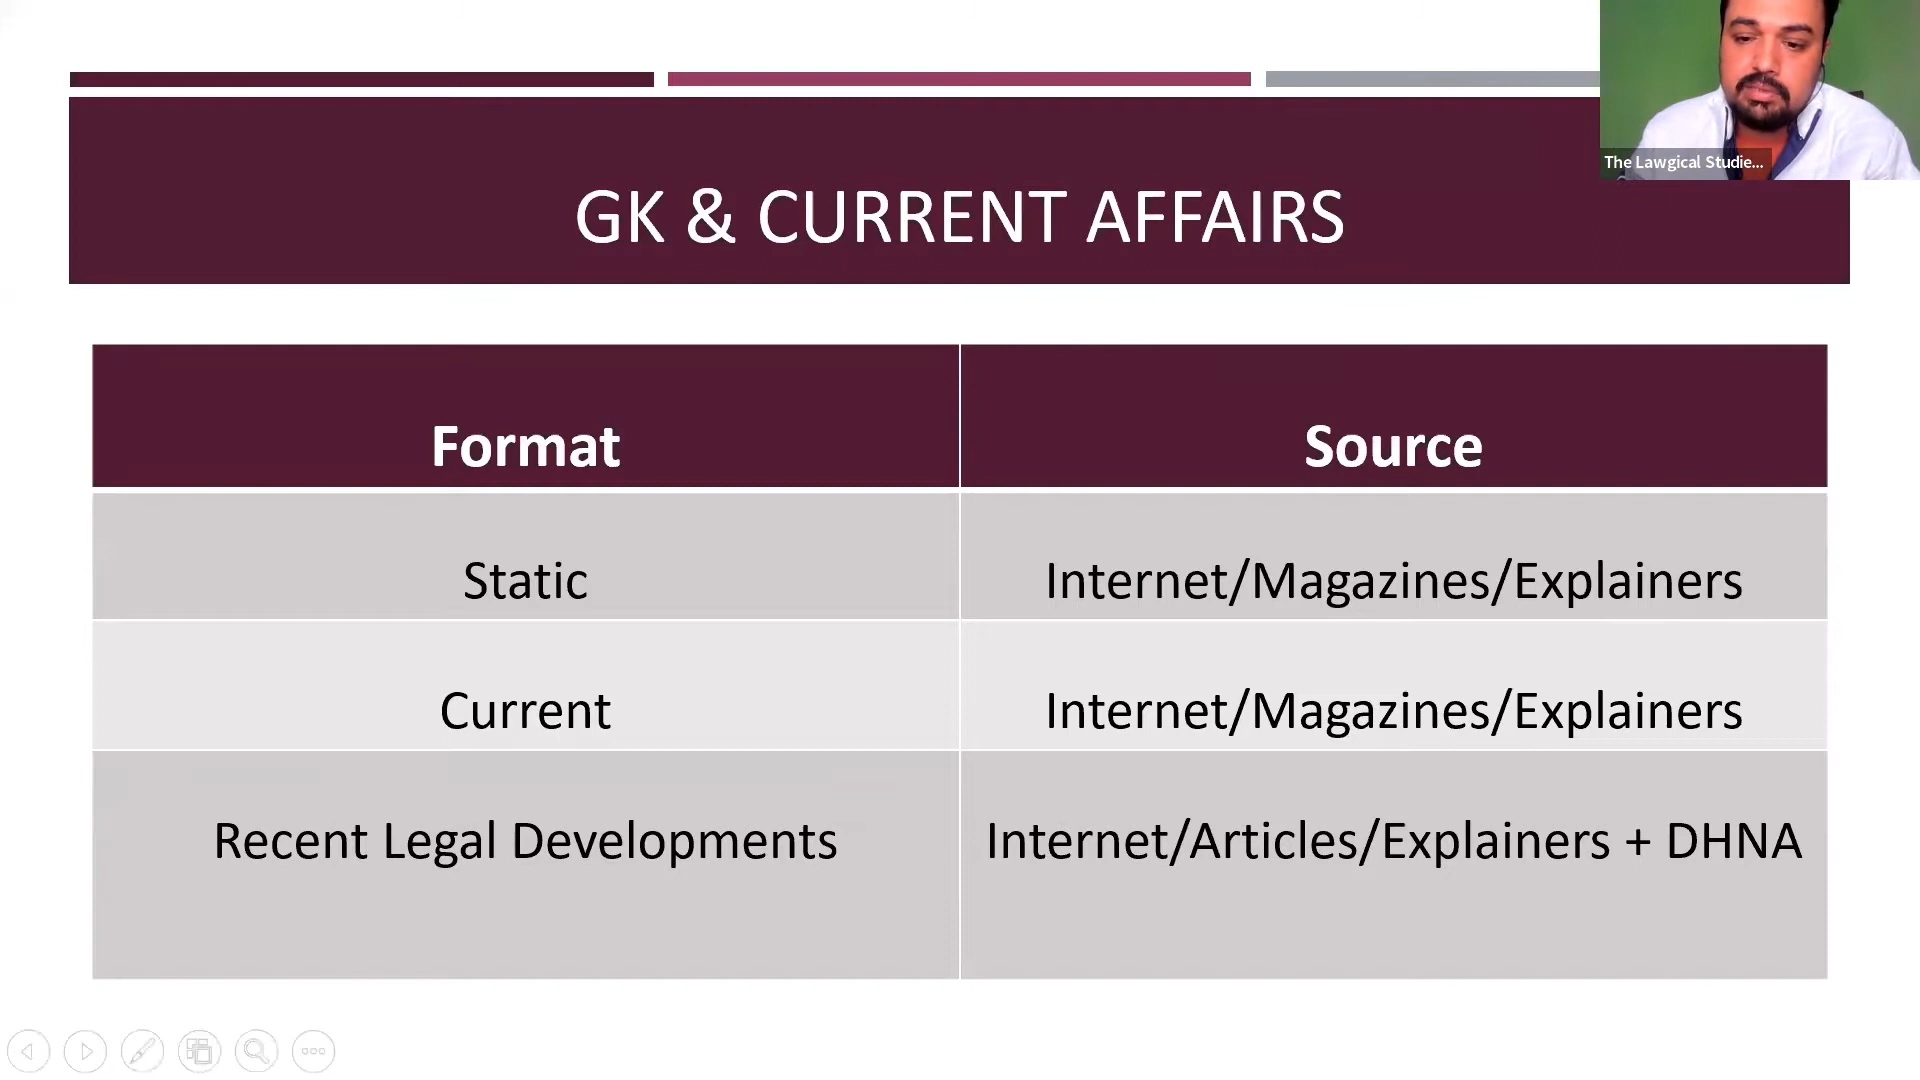 The Lawgical Studie...
GK & CURRENT AFFAIRS
Format
Source
Static
Internet/Magazines/Explainers
Current
Internet/Magazines/Explainers
Recent Legal Developments
Internet/Articles/Explainers + DHNA